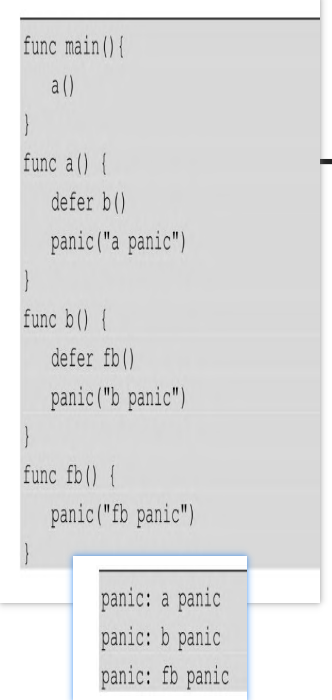 func main(){
a()
}
func a() {
defer b()
panic("a panic")
}
func b() {
defer fb()
panic("b panic")
}
func fb() {
panic("fb panic")
}
panic: a panic
panic: b panic
panic: fb panic